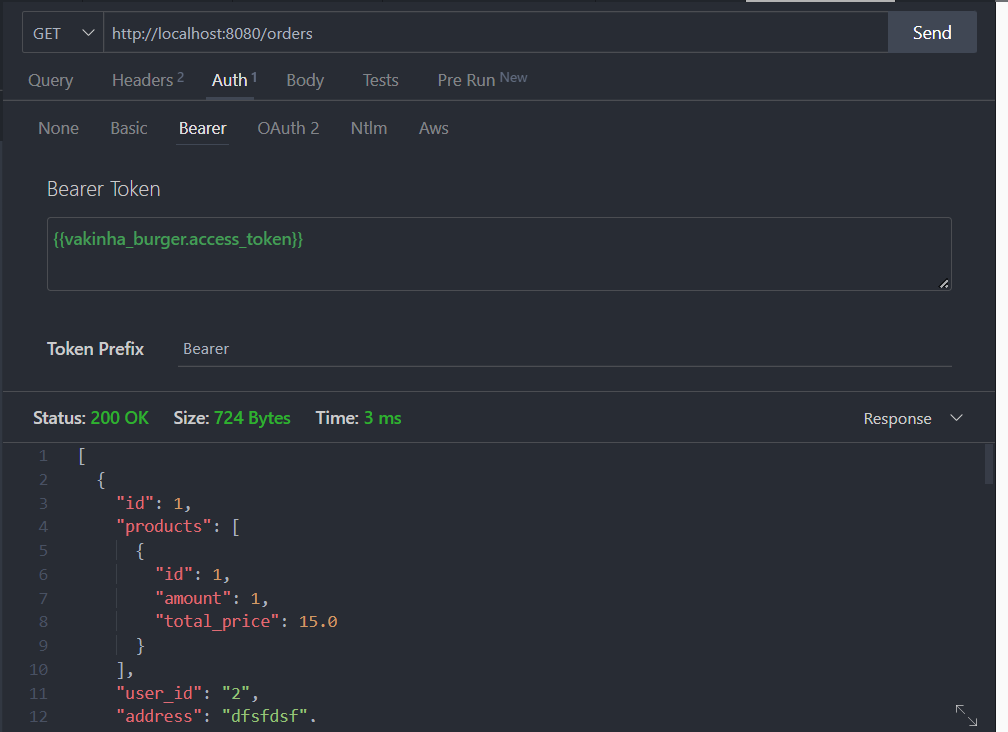 GET http://localhost:8080/orders Send
Query Headers 2 Auth 1 Body Tests Pre Run New
None Basic Bearer OAuth 2 Ntlm Aws
Bearer Token
{{vakinha_burger.access_token}}
Token Prefix Bearer
Status: 200 OK Size: 724 Bytes Time: 3 ms Response
1 [
2 {
3 "id": 1,
4 "products": [
5 {
6 "id": 1,
7 "amount": 1,
8 "total_price": 15.0
9 }
10 ],
11 "user_id": "2",
12 "address": "dfsfdsf".